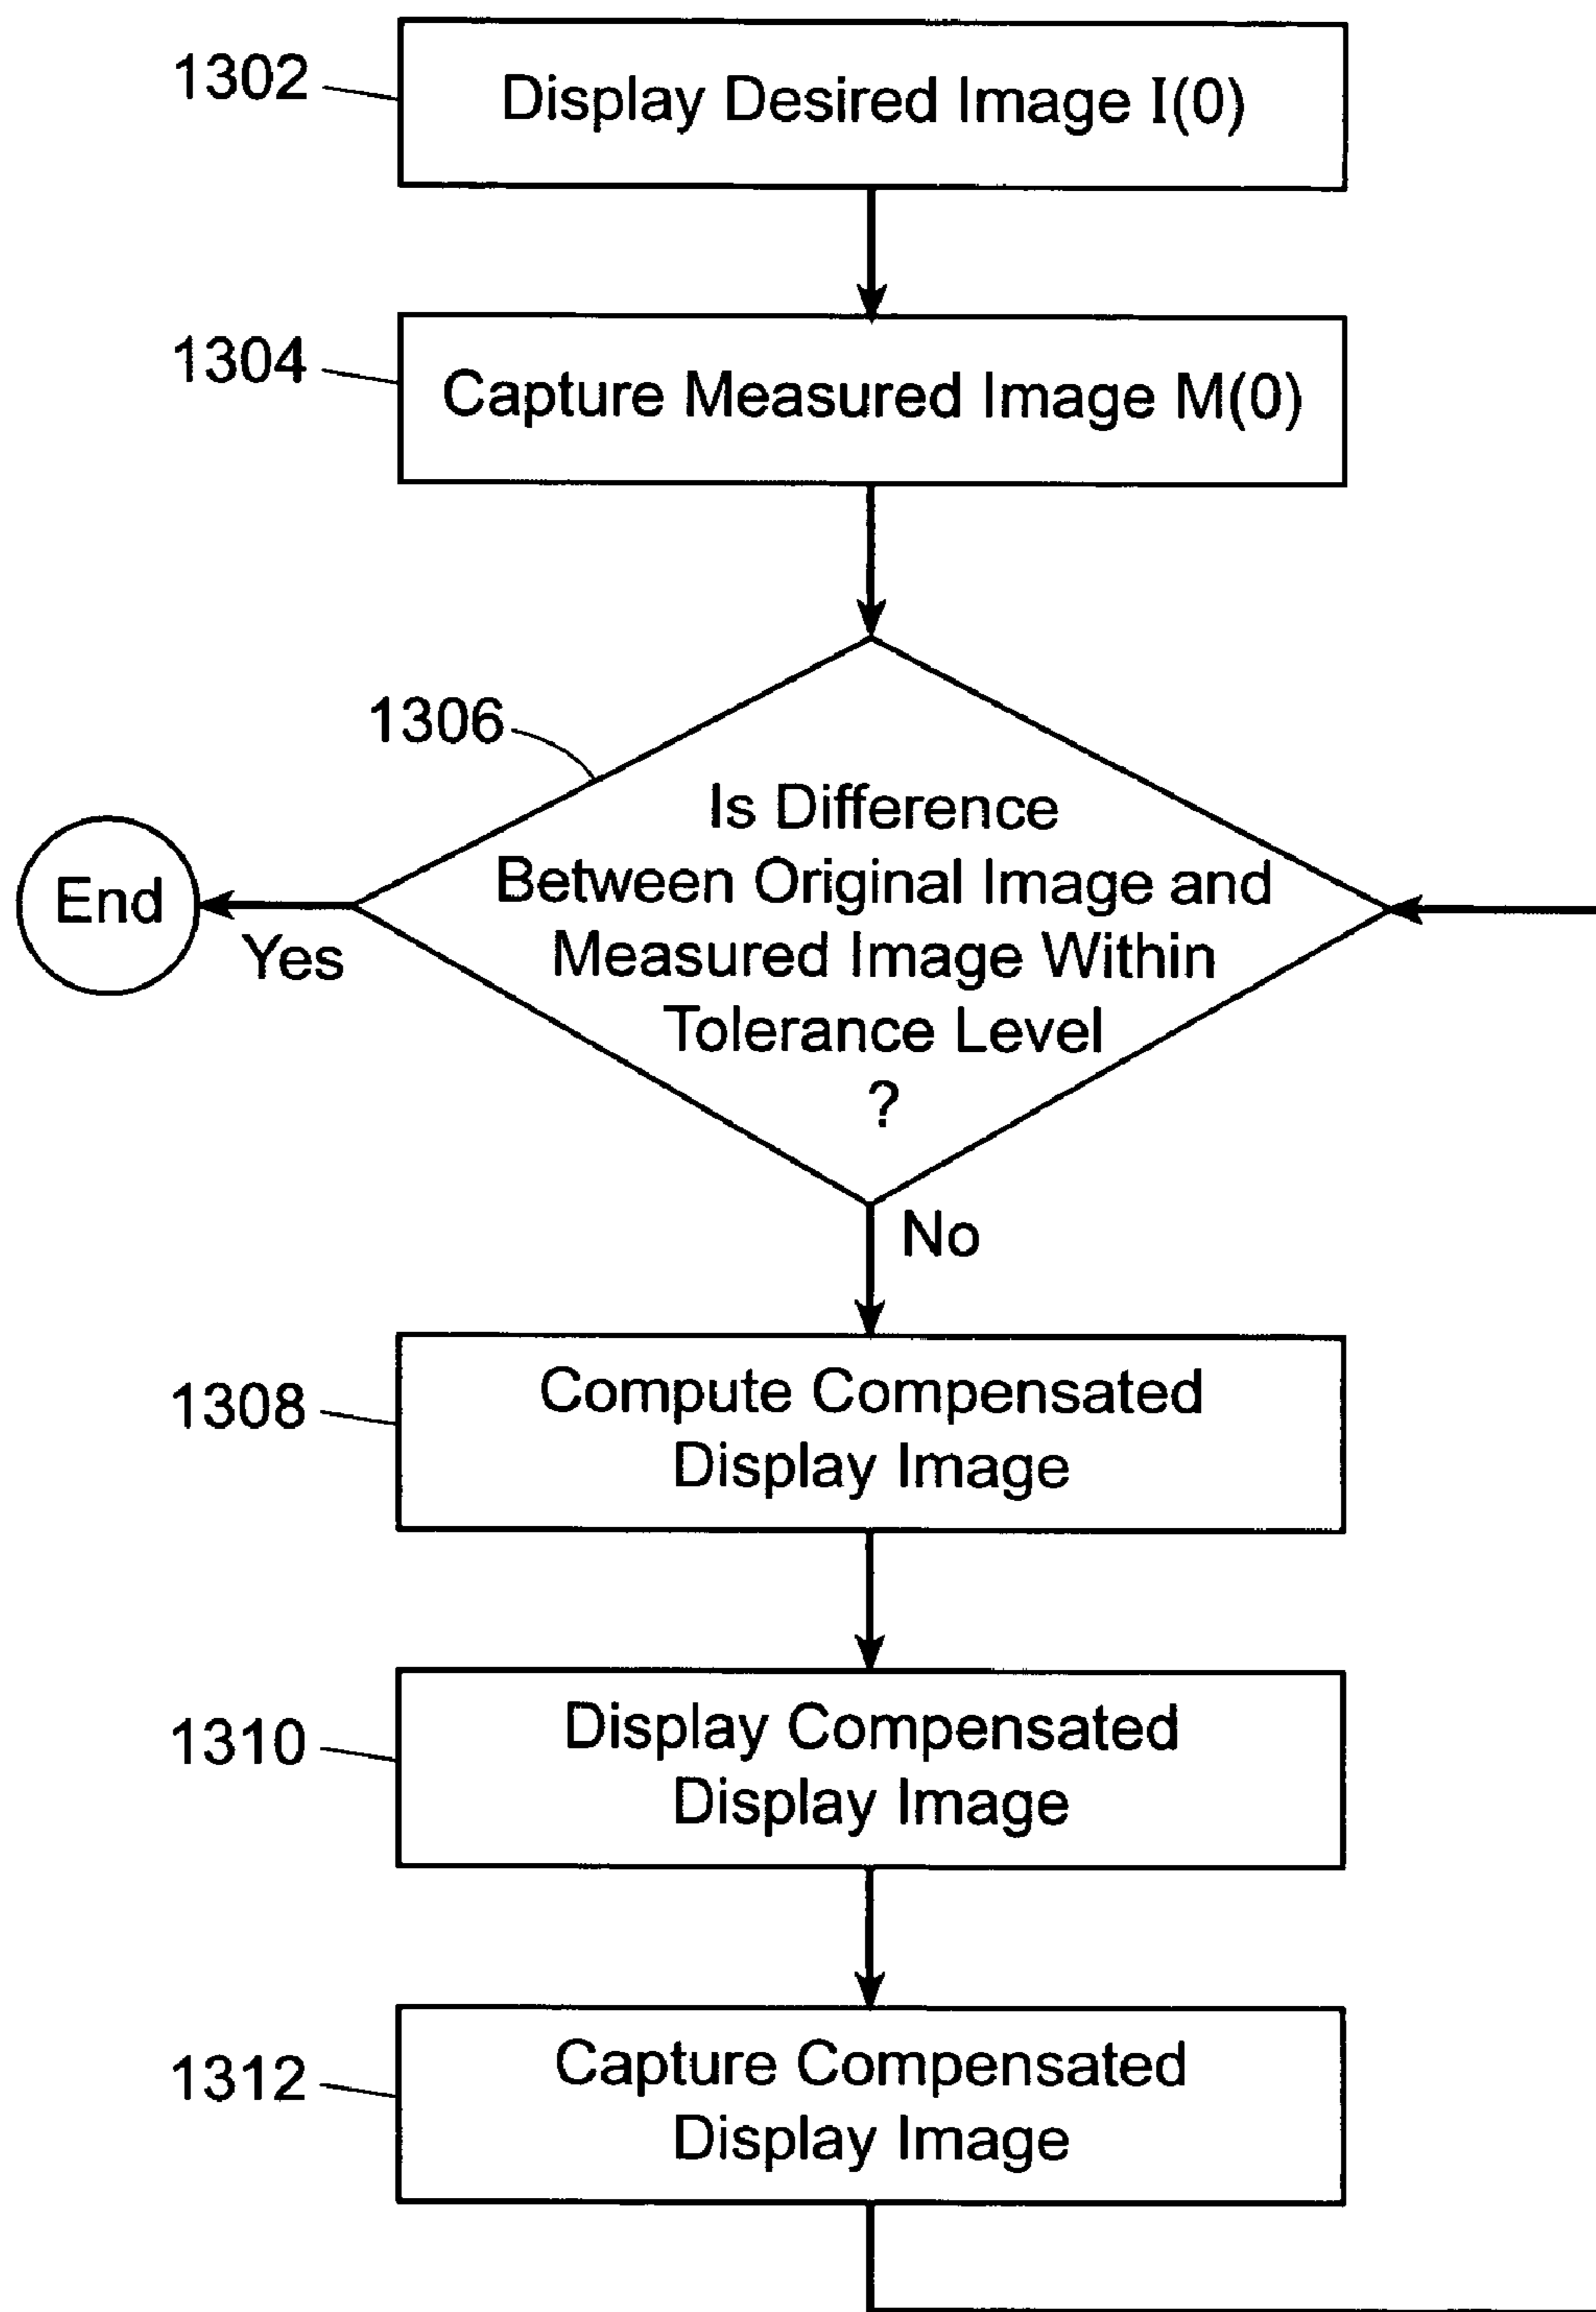 1302
Display Desired Image I(0)
1304
Capture Measured Image M(0)
1306
Is Difference
Between Original Image and
Measured Image Within
Tolerance Level
?
End
Yes
No
1308
Compute Compensated
Display Image
1310
Display Compensated
Display Image
1312
Capture Compensated
Display Image